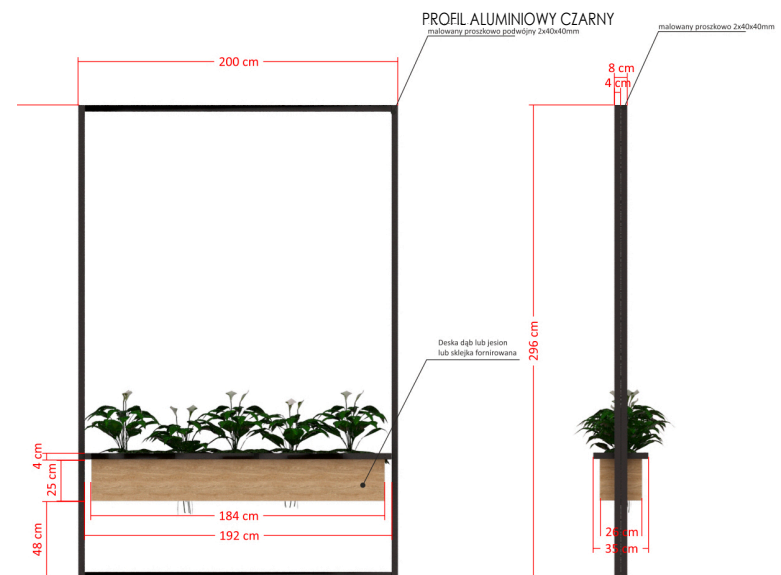 PROFIL ALUMINIOWY CZARNY
malowany proszkowo podwójny 2x40x40mm
malowany proszkowo 2x40x40mm
200 cm
8 cm
4 cm
296 cm
Deska dąb lub jesion
lub sklejka fornirowana
4 cm
25 cm
184 cm
192 cm
48 cm
26 cm
35 cm